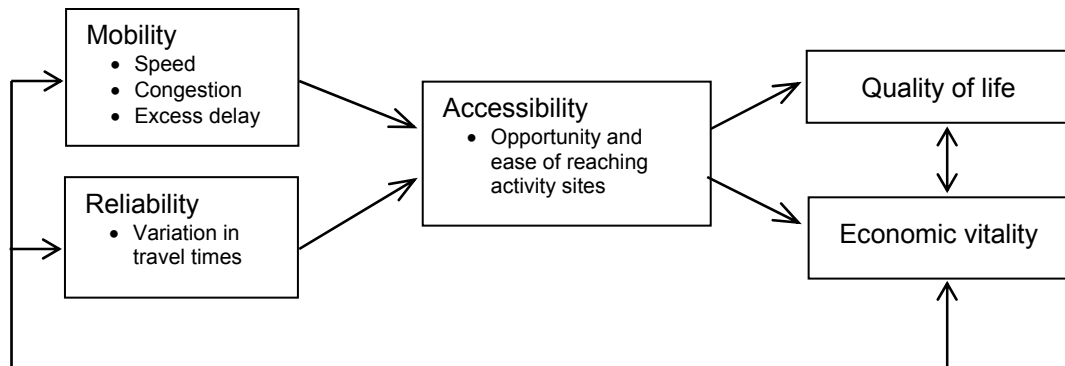 Mobility
• Speed
• Congestion
• Excess delay
Reliability
• Variation in
travel times
Accessibility
• Opportunity and
ease of reaching
activity sites
Quality of life
Economic vitality